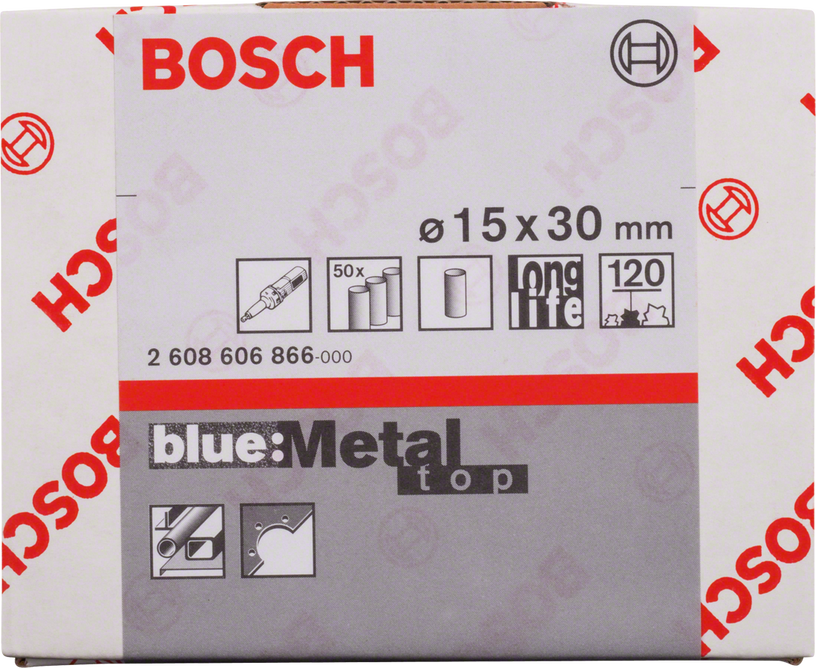 BOSCH
ø 15 x 30 mm
50x
long
life
120
2 608 606 866-000
blue:Metal
top
BOSCH
BOSCH
BOSCH
BOSCH